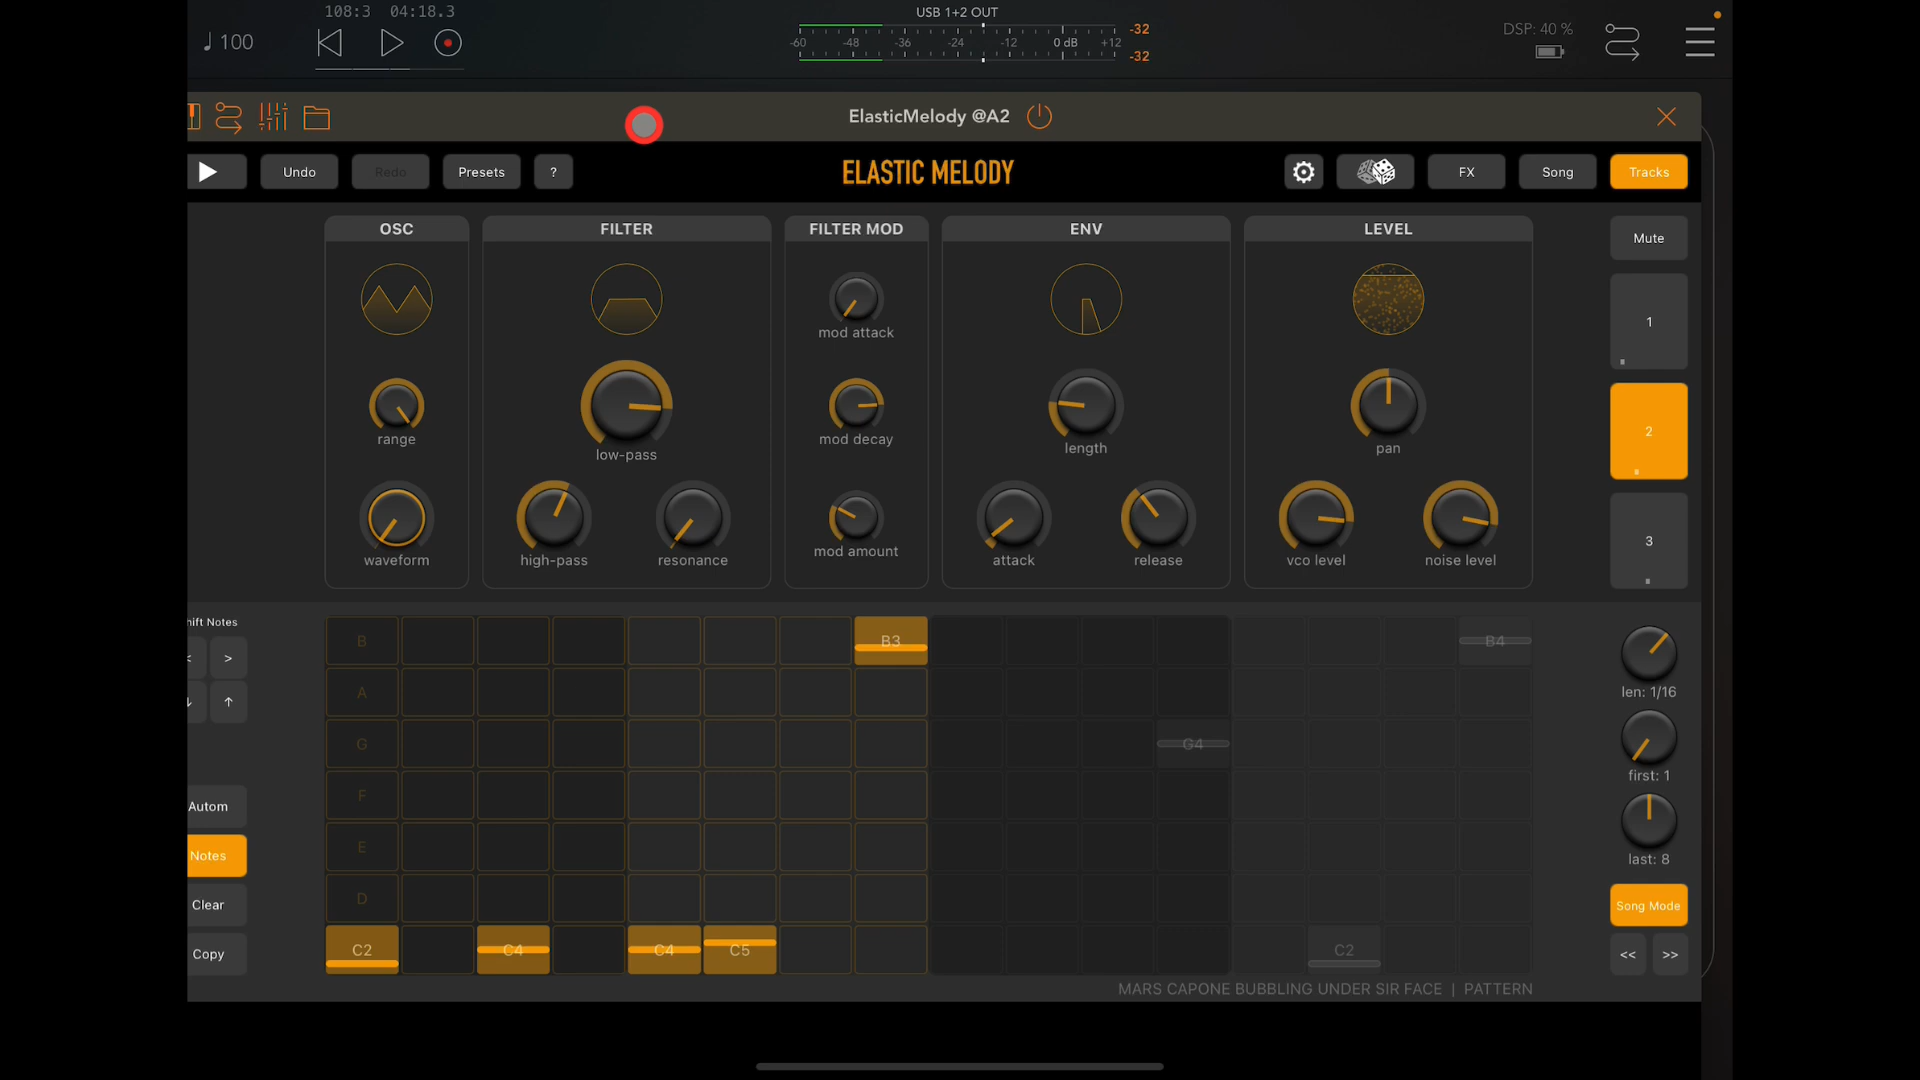 108:3 04:18.3
USB 1+2 OUT
♩ 100
-60 -48 -36 -24 -12 0 dB +12
-32
-32
DSP: 40 %
ElasticMelody @A2
Undo
Redo
Presets
?
ELASTIC MELODY
FX
Song
Tracks
OSC
FILTER
FILTER MOD
ENV
LEVEL
Mute
mod attack
1
range
low-pass
mod decay
length
pan
2
waveform
high-pass
resonance
mod amount
attack
release
vco level
noise level
3
hift Notes
< >
↓ ↑
B
B3
B4
A
G
G4
F
E
D
C2
C4
C4
C5
C2
Autom
Notes
Clear
Copy
len: 1/16
first: 1
last: 8
Song Mode
<< >>
MARS CAPONE BUBBLING UNDER SIR FACE | PATTERN